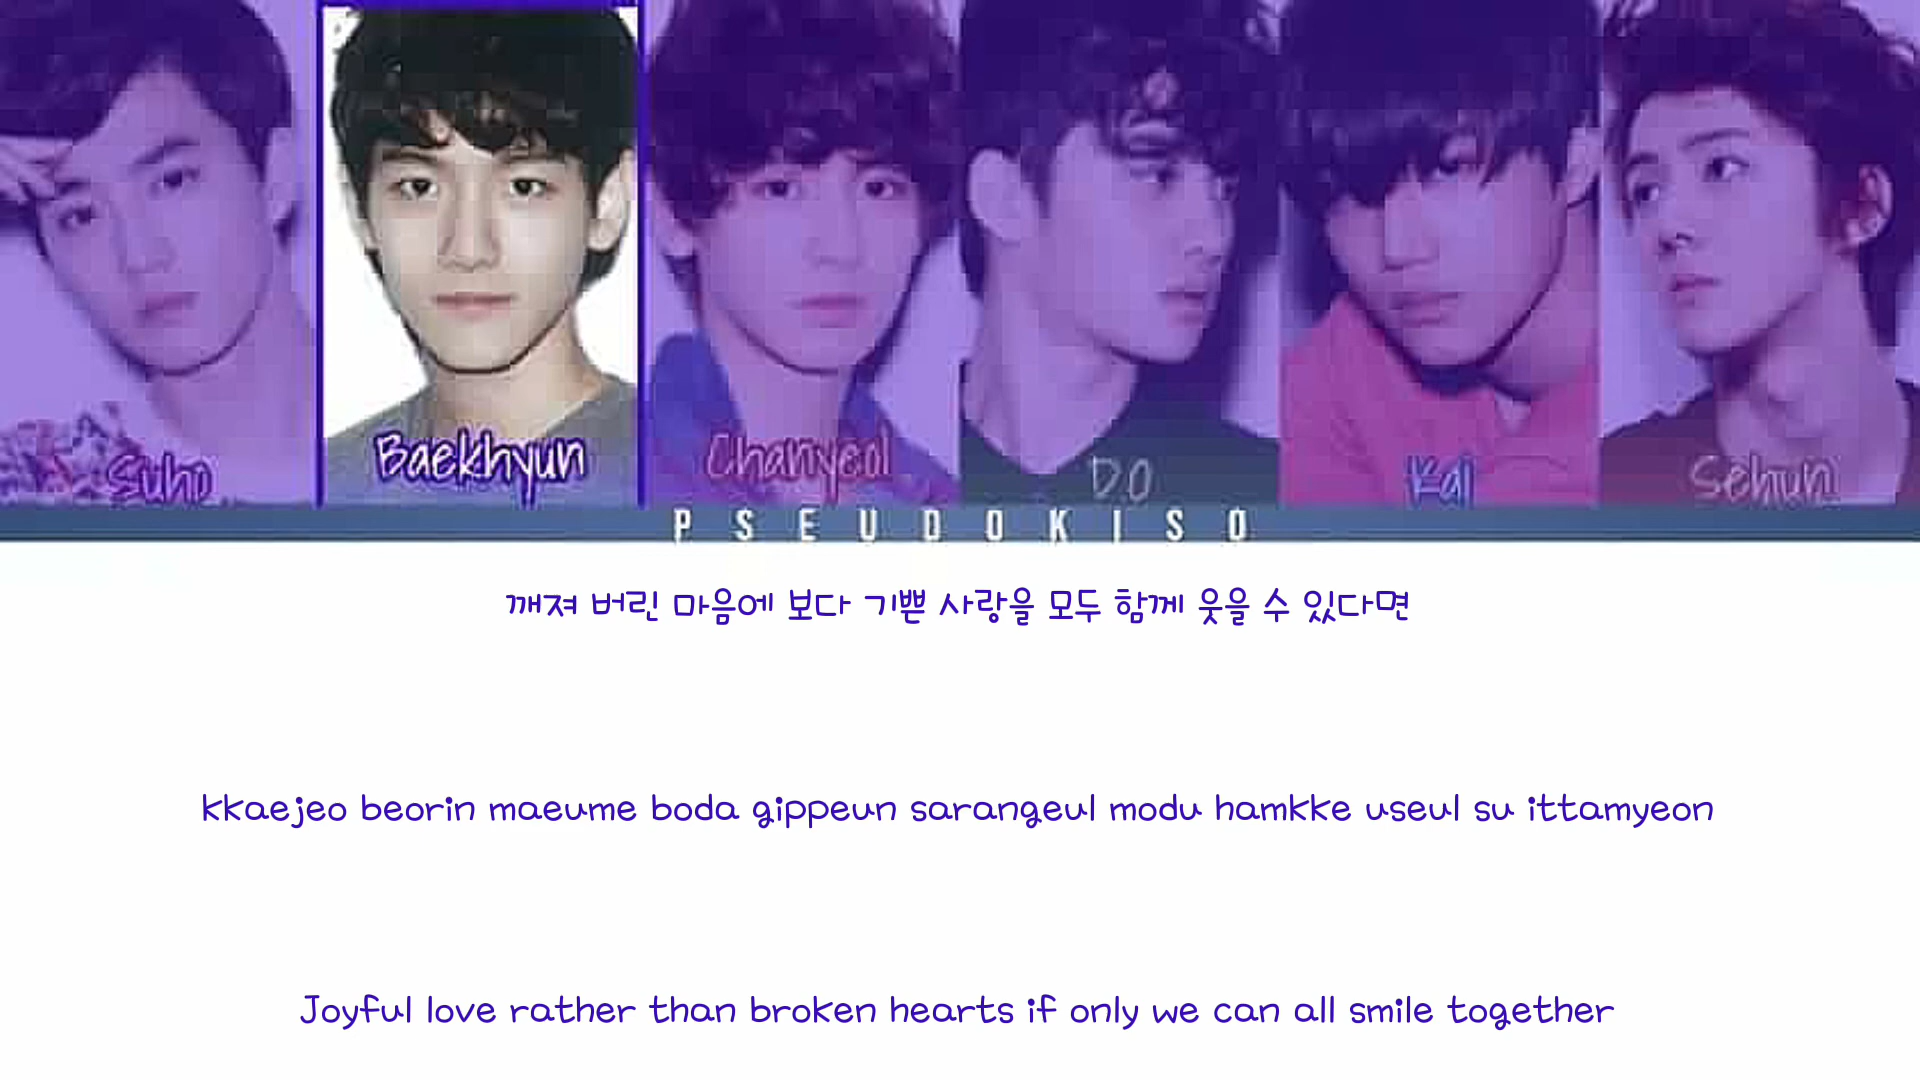 Suho
Baekhyun
Chanyeol
D.O
Kai
Sehun
PSEUDOKISO
깨져 버린 마음에 보다 기쁜 사랑을 모두 함께 웃을 수 있다면
kkaejeo beorin maeume boda gippeun sarangeul modu hamkke useul su ittamyeon
Joyful love rather than broken hearts if only we can all smile together